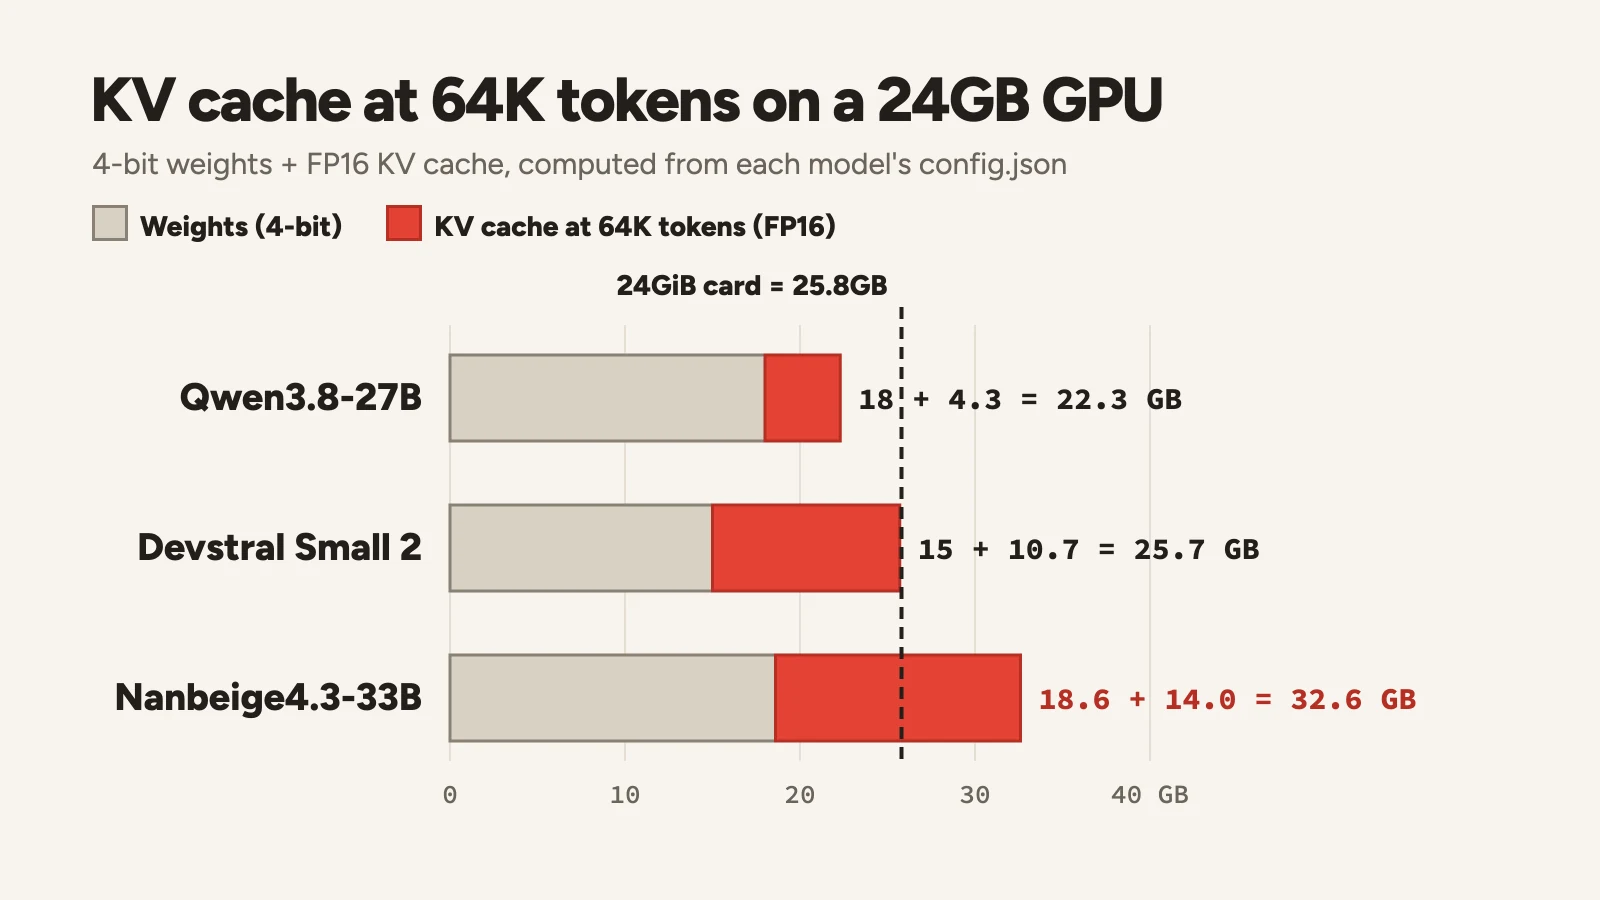 KV cache at 64K tokens on a 24GB GPU
4-bit weights + FP16 KV cache, computed from each model's config.json
Weights (4-bit)
KV cache at 64K tokens (FP16)
24GiB card = 25.8GB
Qwen3.8-27B
18 + 4.3 = 22.3 GB
Devstral Small 2
15 + 10.7 = 25.7 GB
Nanbeige4.3-33B
18.6 + 14.0 = 32.6 GB
0 10 20 30 40 GB